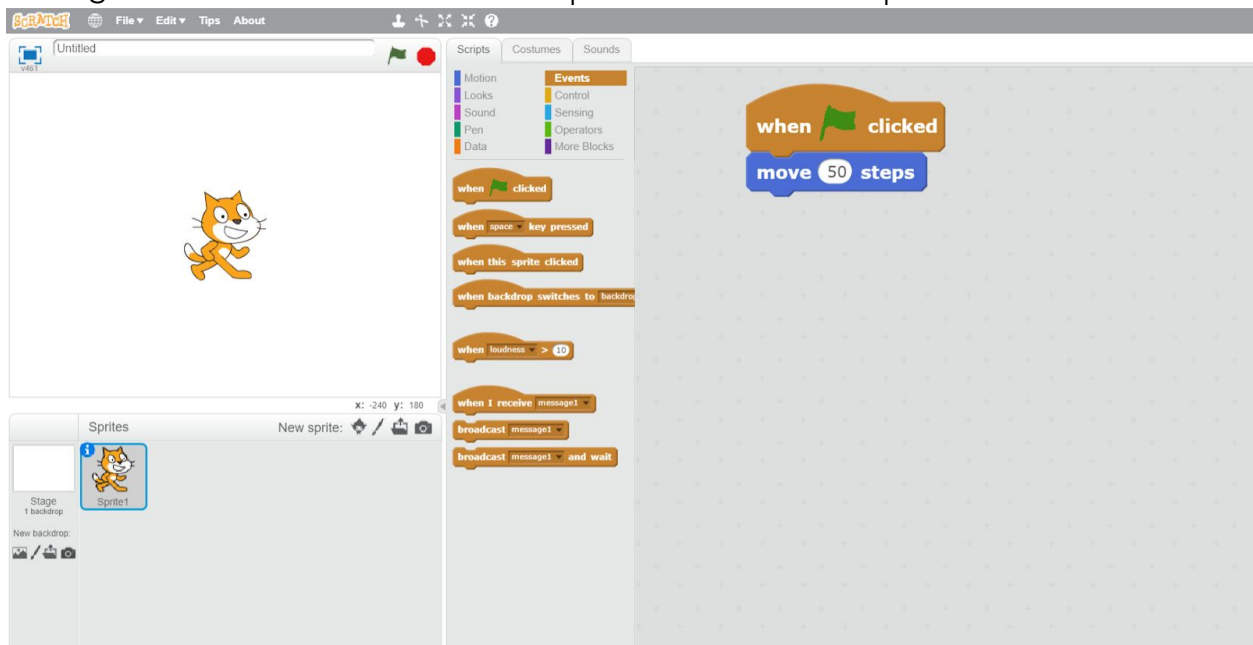 SCRATCH File Edit Tips About
Untitled
v461
Scripts Costumes Sounds
Motion Events
Looks Control
Sound Sensing
Pen Operators
Data More Blocks
when clicked
when space key pressed
when this sprite clicked
when backdrop switches to backdro
when loudness > 10
when I receive message1
broadcast message1
broadcast message1 and wait
when clicked
move 50 steps
x: -240 y: 180
Sprites New sprite:
Stage
1 backdrop
Sprite1
New backdrop: